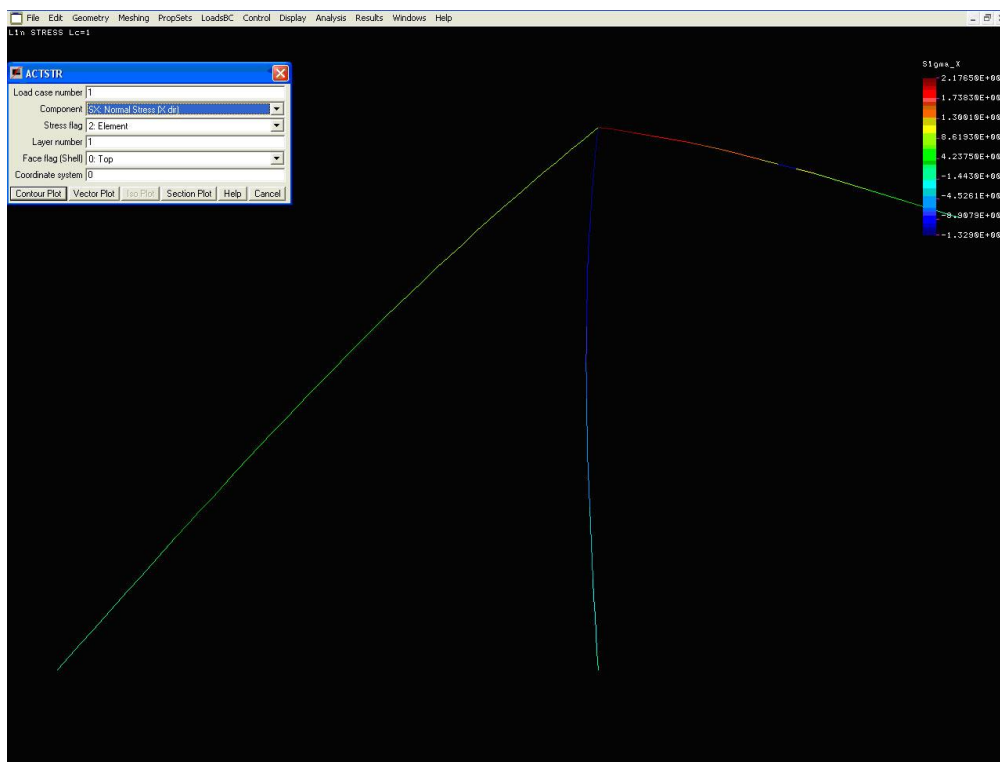 File Edit Geometry Meshing PropSets LoadsBC Control Display Analysis Results Windows Help
Lin STRESS Lc=1
ACTSTR
Load case number 1
Component SX: Normal Stress (X dir)
Stress flag 2: Element
Layer number 1
Face flag (Shell) 0: Top
Coordinate system 0
Contour Plot Vector Plot Iso Plot Section Plot Help Cancel
Sigma_X
2.17650E+00
1.73830E+00
1.30010E+00
8.61930E+00
4.23750E+00
-1.4430E+00
-4.5261E+00
-8.9079E+00
-1.3290E+00